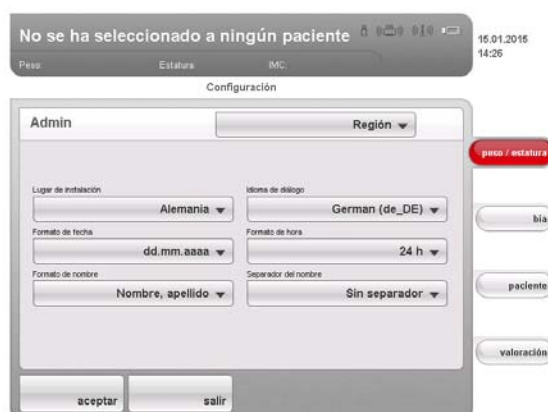 No se ha seleccionado a ningún paciente
15.01.2015
14:26
Peso: Estatura: IMC:
Configuración
Admin
Región
peso / estatura
Lugar de instalación
Alemania
Idioma de diálogo
German (de_DE)
bia
Formato de fecha
dd.mm.aaaa
Formato de hora
24 h
Formato de nombre
Nombre, apellido
Separador del nombre
Sin separador
paciente
valoración
aceptar
salir